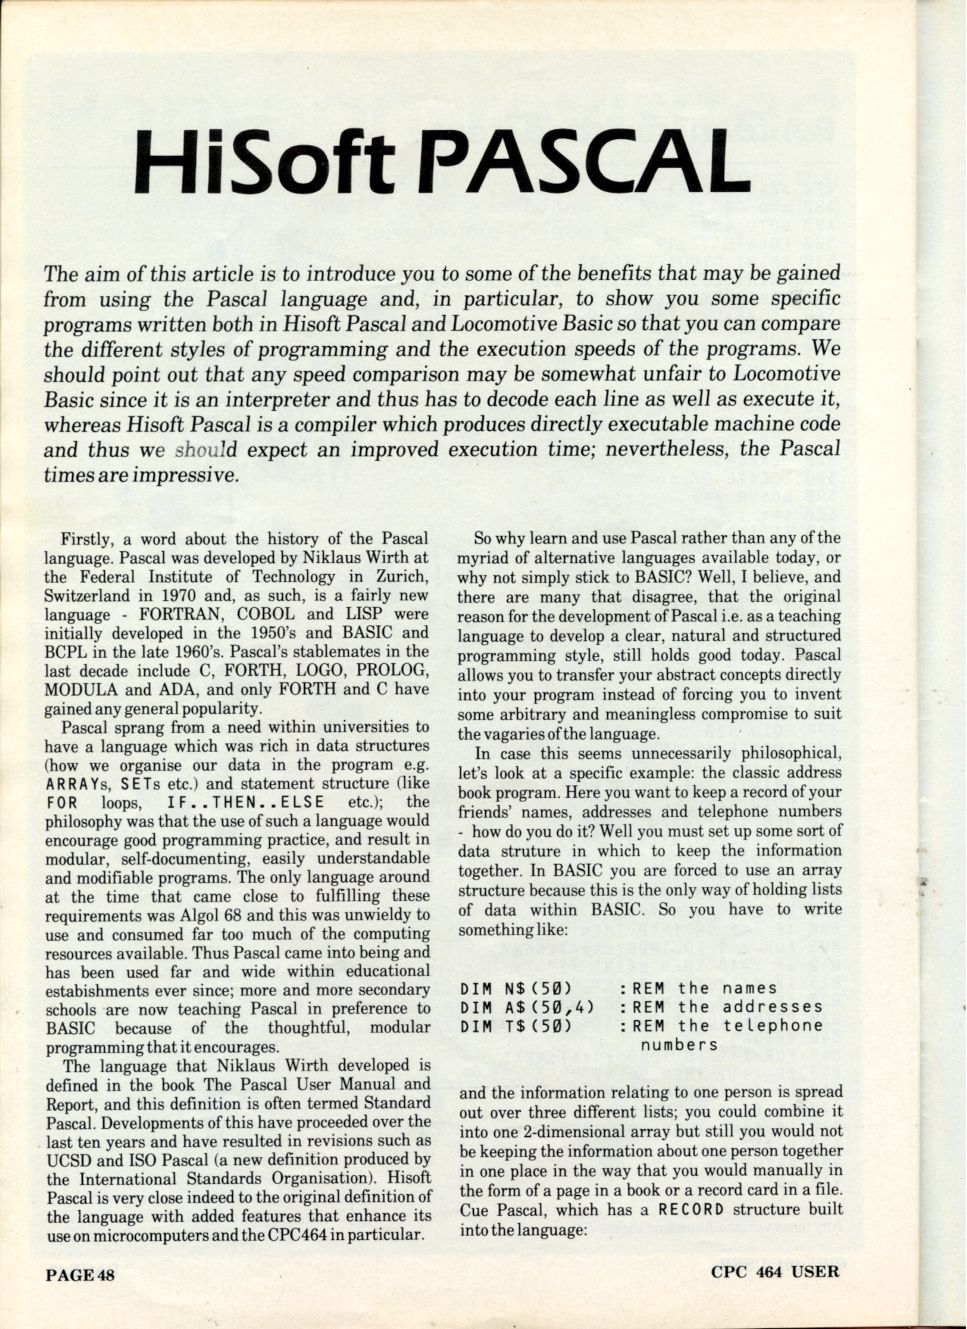 HiSoft PASCAL
The aim of this article is to introduce you to some of the benefits that may be gained
from using the Pascal language and, in particular, to show you some specific
programs written both in Hisoft Pascal and Locomotive Basic so that you can compare
the different styles of programming and the execution speeds of the programs. We
should point out that any speed comparison may be somewhat unfair to Locomotive
Basic since it is an interpreter and thus has to decode each line as well as execute it,
whereas Hisoft Pascal is a compiler which produces directly executable machine code
and thus we should expect an improved execution time; nevertheless, the Pascal
times are impressive.
Firstly, a word about the history of the Pascal
language. Pascal was developed by Niklaus Wirth at
the Federal Institute of Technology in Zurich,
Switzerland in 1970 and, as such, is a fairly new
language - FORTRAN, COBOL and LISP were
initially developed in the 1950's and BASIC and
BCPL in the late 1960's. Pascal's stablemates in the
last decade include C, FORTH, LOGO, PROLOG,
MODULA and ADA, and only FORTH and C have
gained any general popularity.
Pascal sprang from a need within universities to
have a language which was rich in data structures
(how we organise our data in the program e.g.
ARRAYs, SETs etc.) and statement structure (like
FOR loops, IF..THEN..ELSE etc.); the
philosophy was that the use of such a language would
encourage good programming practice, and result in
modular, self-documenting, easily understandable
and modifiable programs. The only language around
at the time that came close to fulfilling these
requirements was Algol 68 and this was unwieldy to
use and consumed far too much of the computing
resources available. Thus Pascal came into being and
has been used far and wide within educational
estabishments ever since; more and more secondary
schools are now teaching Pascal in preference to
BASIC because of the thoughtful, modular
programming that it encourages.
The language that Niklaus Wirth developed is
defined in the book The Pascal User Manual and
Report, and this definition is often termed Standard
Pascal. Developments of this have proceeded over the
last ten years and have resulted in revisions such as
UCSD and ISO Pascal (a new definition produced by
the International Standards Organisation). Hisoft
Pascal is very close indeed to the original definition of
the language with added features that enhance its
use on microcomputers and the CPC464 in particular.
So why learn and use Pascal rather than any of the
myriad of alternative languages available today, or
why not simply stick to BASIC? Well, I believe, and
there are many that disagree, that the original
reason for the development of Pascal i.e. as a teaching
language to develop a clear, natural and structured
programming style, still holds good today. Pascal
allows you to transfer your abstract concepts directly
into your program instead of forcing you to invent
some arbitrary and meaningless compromise to suit
the vagaries of the language.
In case this seems unnecessarily philosophical,
let's look at a specific example: the classic address
book program. Here you want to keep a record of your
friends' names, addresses and telephone numbers
- how do you do it? Well you must set up some sort of
data struture in which to keep the information
together. In BASIC you are forced to use an array
structure because this is the only way of holding lists
of data within BASIC. So you have to write
something like:
DIM N$(50) :REM the names
DIM A$(50,4) :REM the addresses
DIM T$(50) :REM the telephone
numbers
and the information relating to one person is spread
out over three different lists; you could combine it
into one 2-dimensional array but still you would not
be keeping the information about one person together
in one place in the way that you would manually in
the form of a page in a book or a record card in a file.
Cue Pascal, which has a RECORD structure built
into the language:
PAGE 48
CPC 464 USER